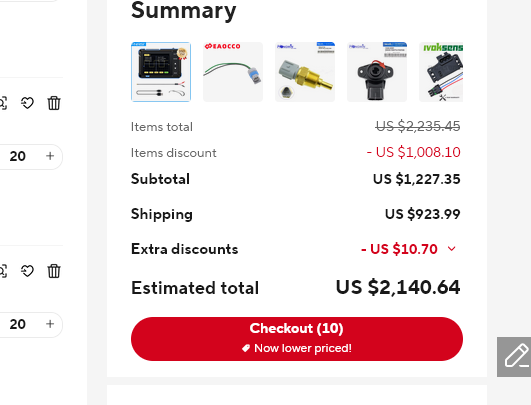 Summary
SEAOCCO
ivoksens
Items total US $2,235.45
Items discount - US $1,008.10
Subtotal US $1,227.35
20 +
Shipping US $923.99
Extra discounts - US $10.70
Estimated total US $2,140.64
20 +
Checkout (10)
Now lower priced!